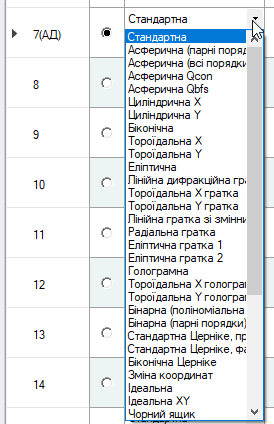 7(АД) Стандартна
Стандартна
Асферична (парні поряд
Асферична (всі порядки
8
Асферична Qcon
Асферична Qbfs
Циліндрична X
Циліндрична Y
9
Біконічна
Тороїдальна X
Тороїдальна Y
Еліптична
10
Лінійна дифракційна гра
Тороїдальна X гратка
Тороїдальна Y гратка
Лінійна гратка зі змінни
11
Радіальна гратка
Еліптична гратка 1
Еліптична гратка 2
Голограмна
12
Тороїдальна X гологра
Тороїдальна Y гологра
Бінарна (поліноміальна
Бінарна (парні порядки)
13
Стандартна Церніке, пр
Стандартна Церніке, фа
Біконічна Церніке
Зміна координат
14
Ідеальна
Ідеальна XY
Чорний ящик